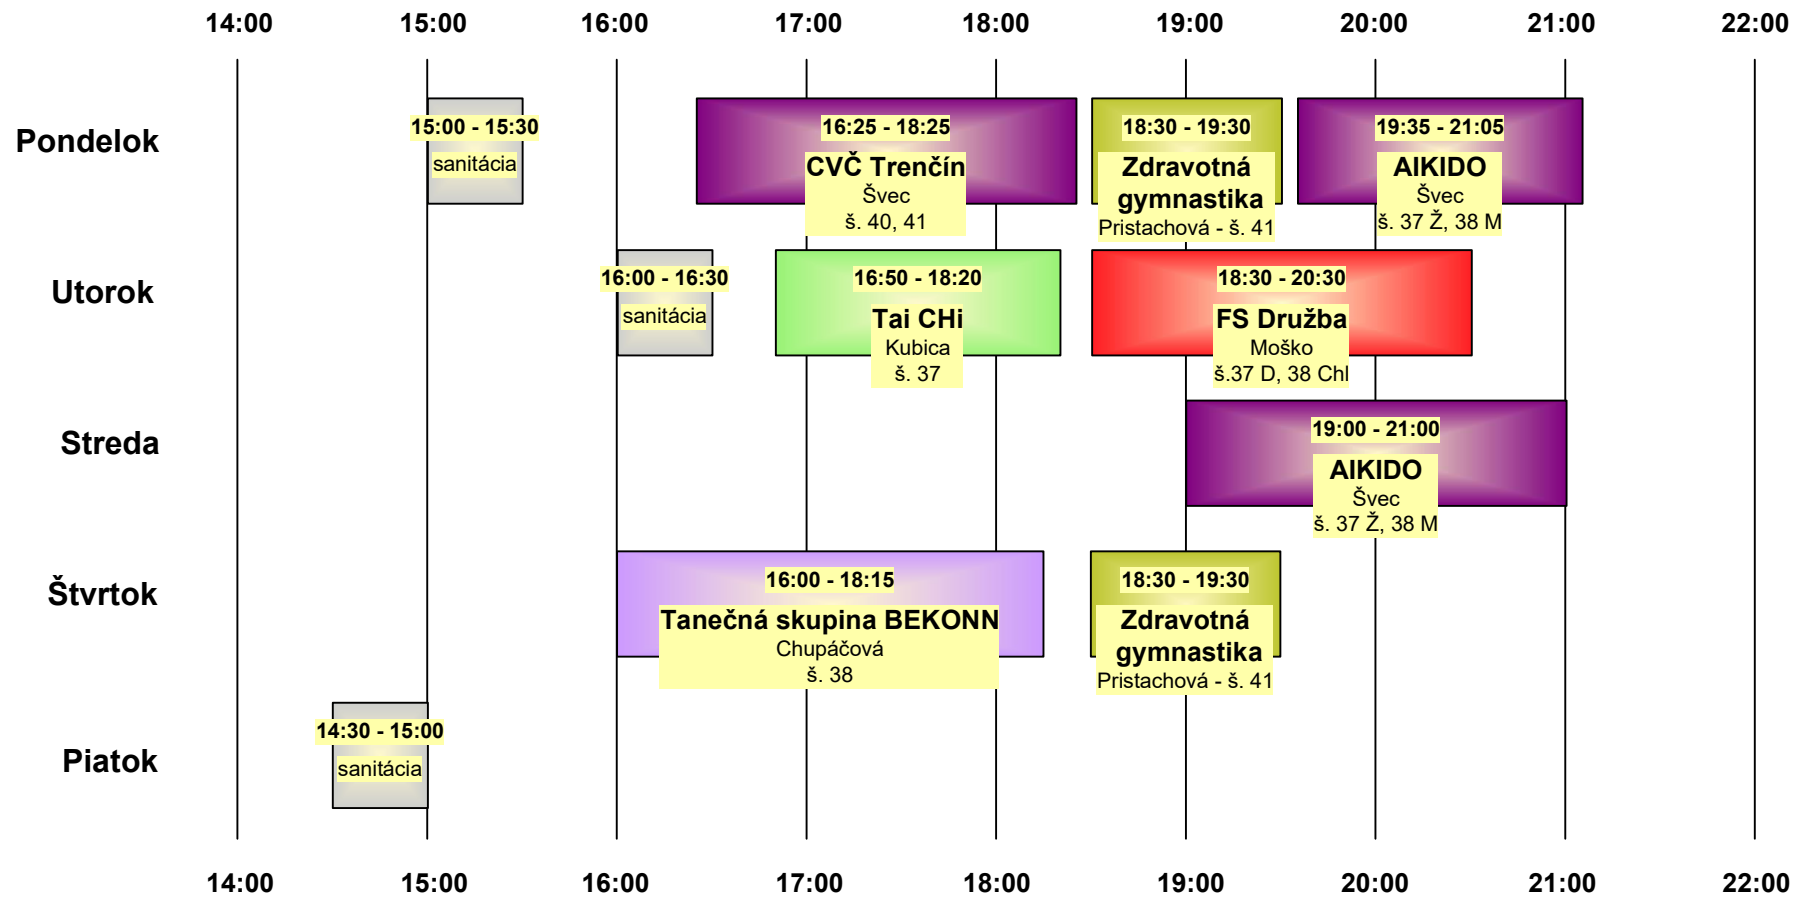 14:00 15:00 16:00 17:00 18:00 19:00 20:00 21:00 22:00
Pondelok
15:00 - 15:30
sanitácia
16:25 - 18:25
CVČ Trenčín
Švec
š. 40, 41
18:30 - 19:30
Zdravotná
gymnastika
Pristachová - š. 41
19:35 - 21:05
AIKIDO
Švec
š. 37 Ž, 38 M
Utorok
16:00 - 16:30
sanitácia
16:50 - 18:20
Tai CHi
Kubica
š. 37
18:30 - 20:30
FS Družba
Moško
š.37 D, 38 Chl
Streda
19:00 - 21:00
AIKIDO
Švec
š. 37 Ž, 38 M
Štvrtok
16:00 - 18:15
Tanečná skupina BEKONN
Chupáčová
š. 38
18:30 - 19:30
Zdravotná
gymnastika
Pristachová - š. 41
Piatok
14:30 - 15:00
sanitácia
14:00 15:00 16:00 17:00 18:00 19:00 20:00 21:00 22:00